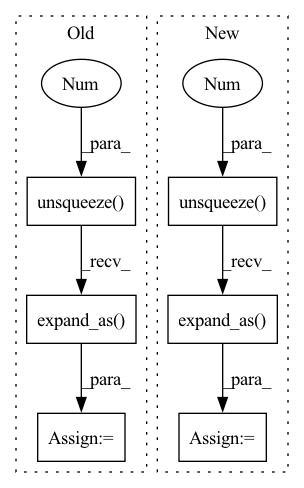 Old
New
Num
Num
_para_
_para_
unsqueeze()
unsqueeze()
_recv_
_recv_
expand_as()
expand_as()
_para_
_para_
Assign:=
Assign:=